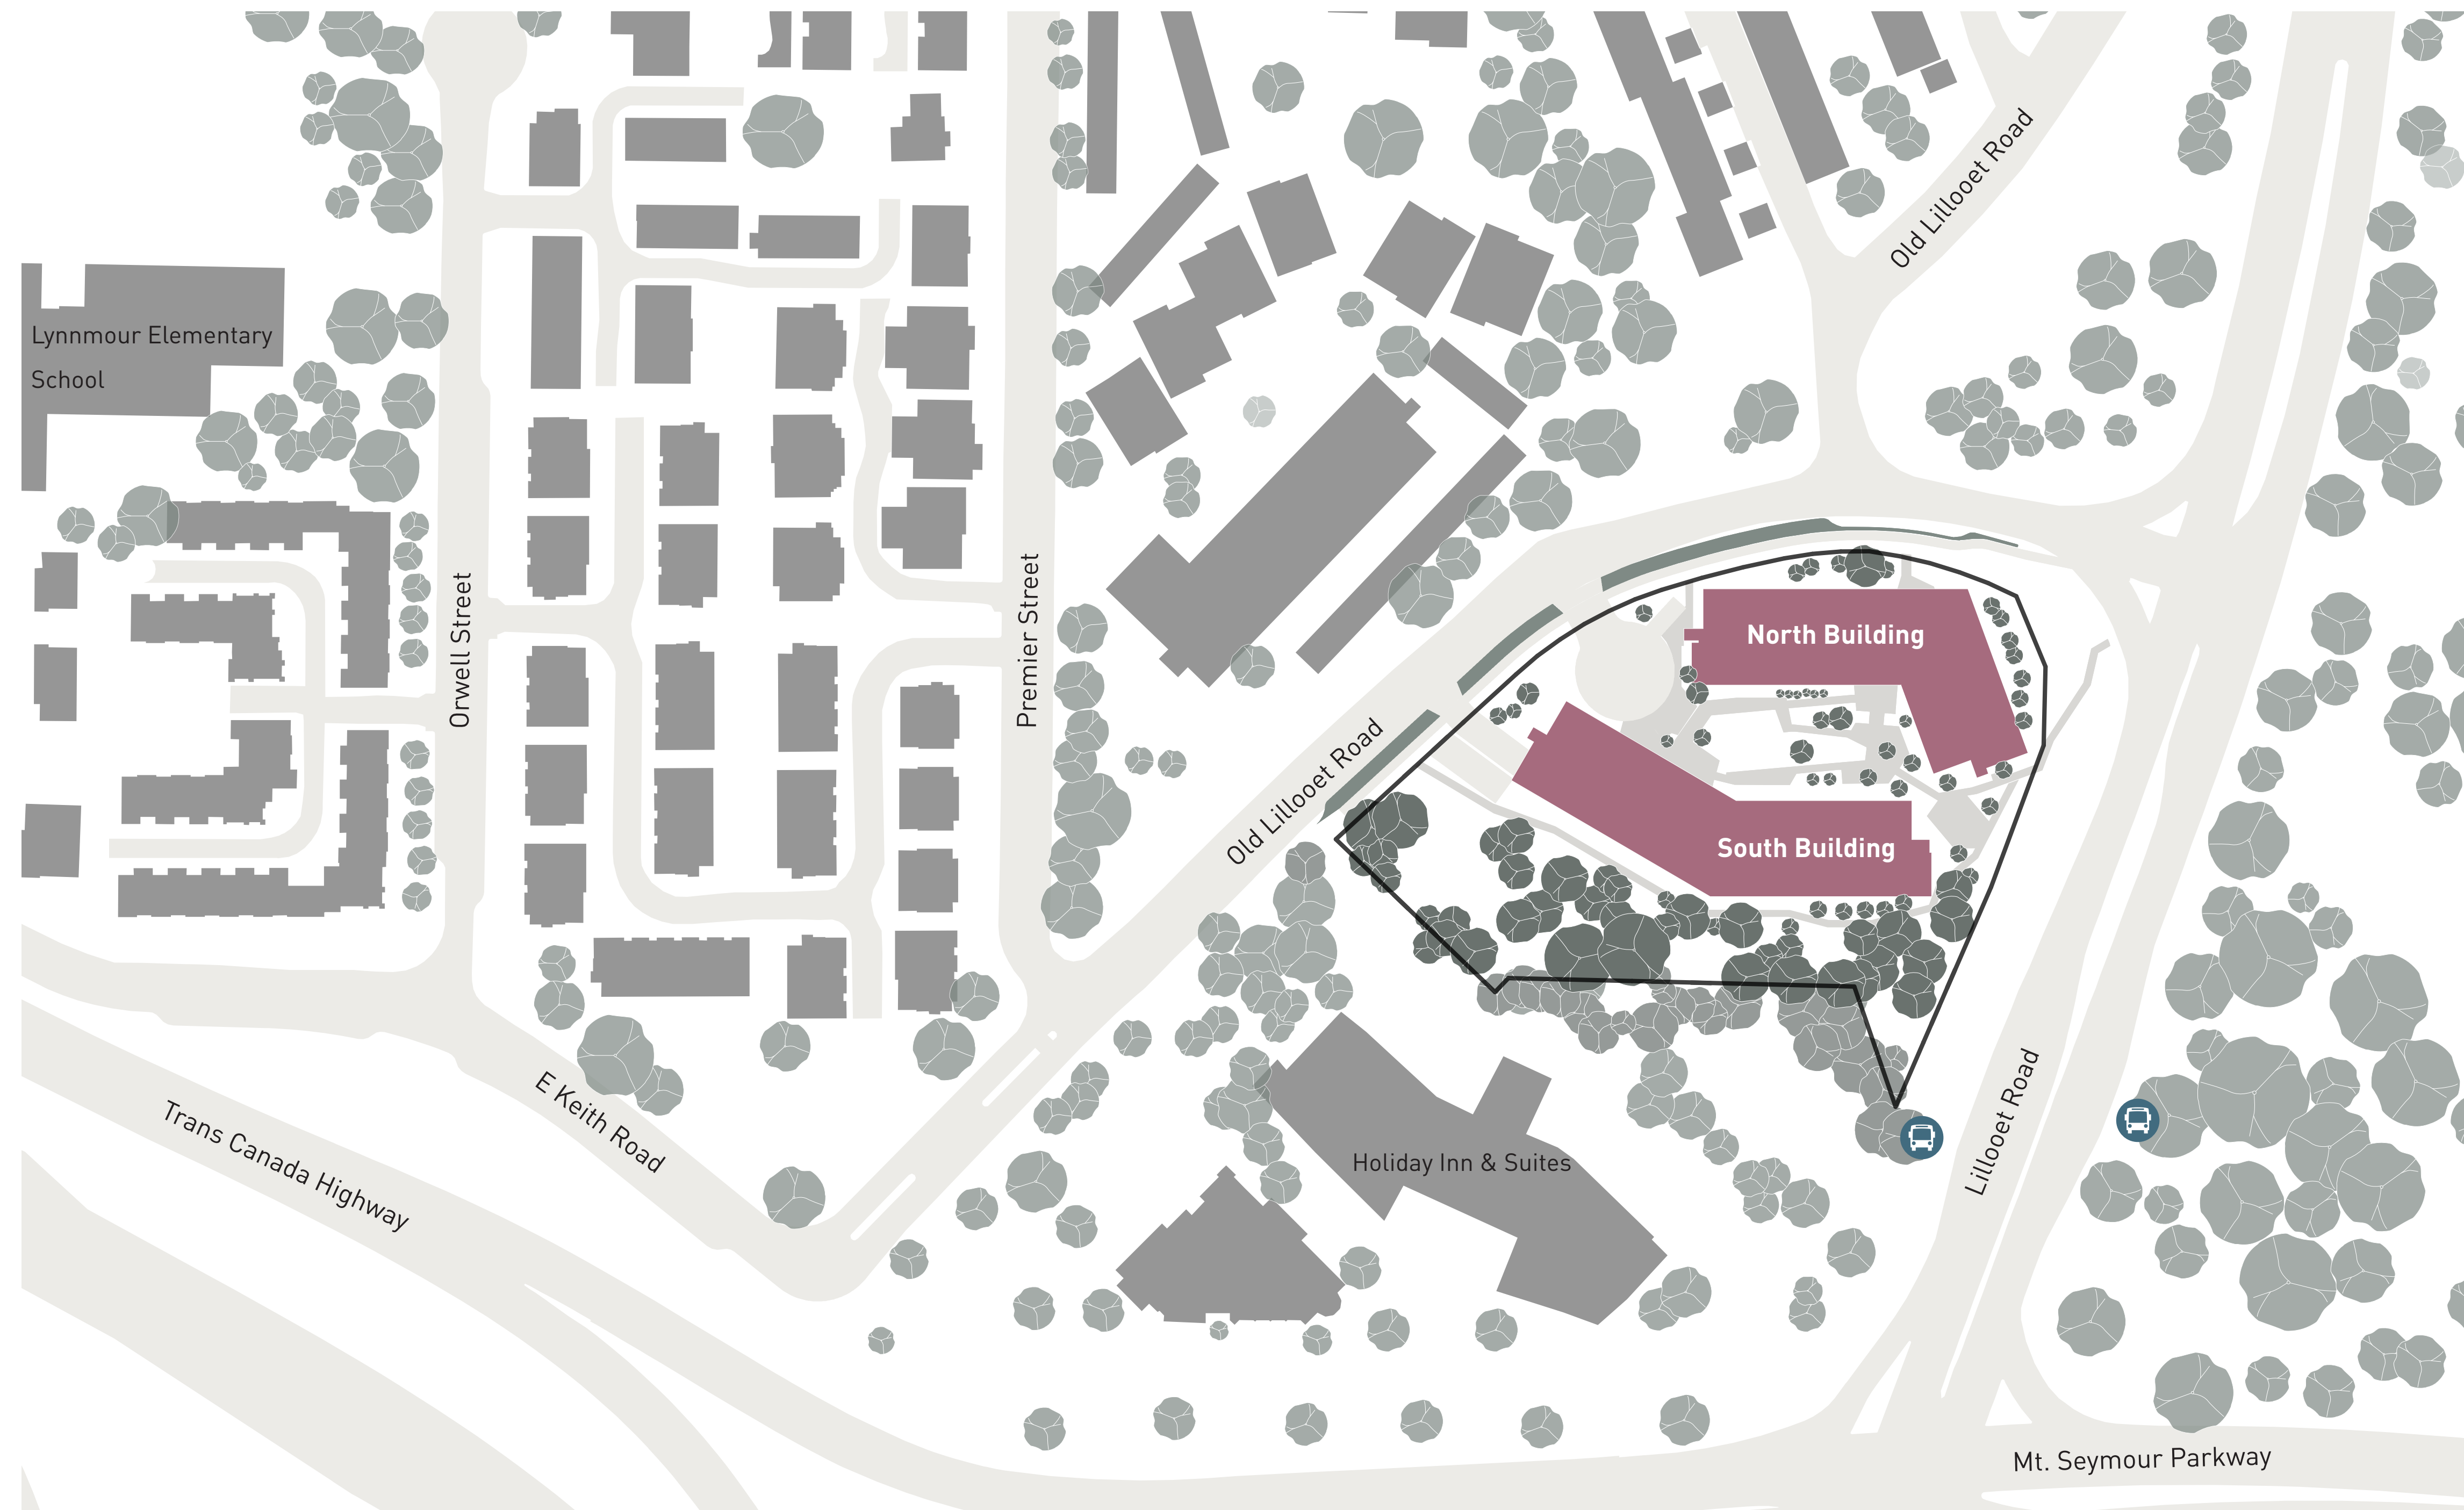 Old Lillooet Road
Lynnmour Elementary
School
Orwell Street
Premier Street
North Building
Old Lillooet Road
South Building
E Keith Road
Trans Canada Highway
Holiday Inn & Suites
Lillooet Road
Mt. Seymour Parkway